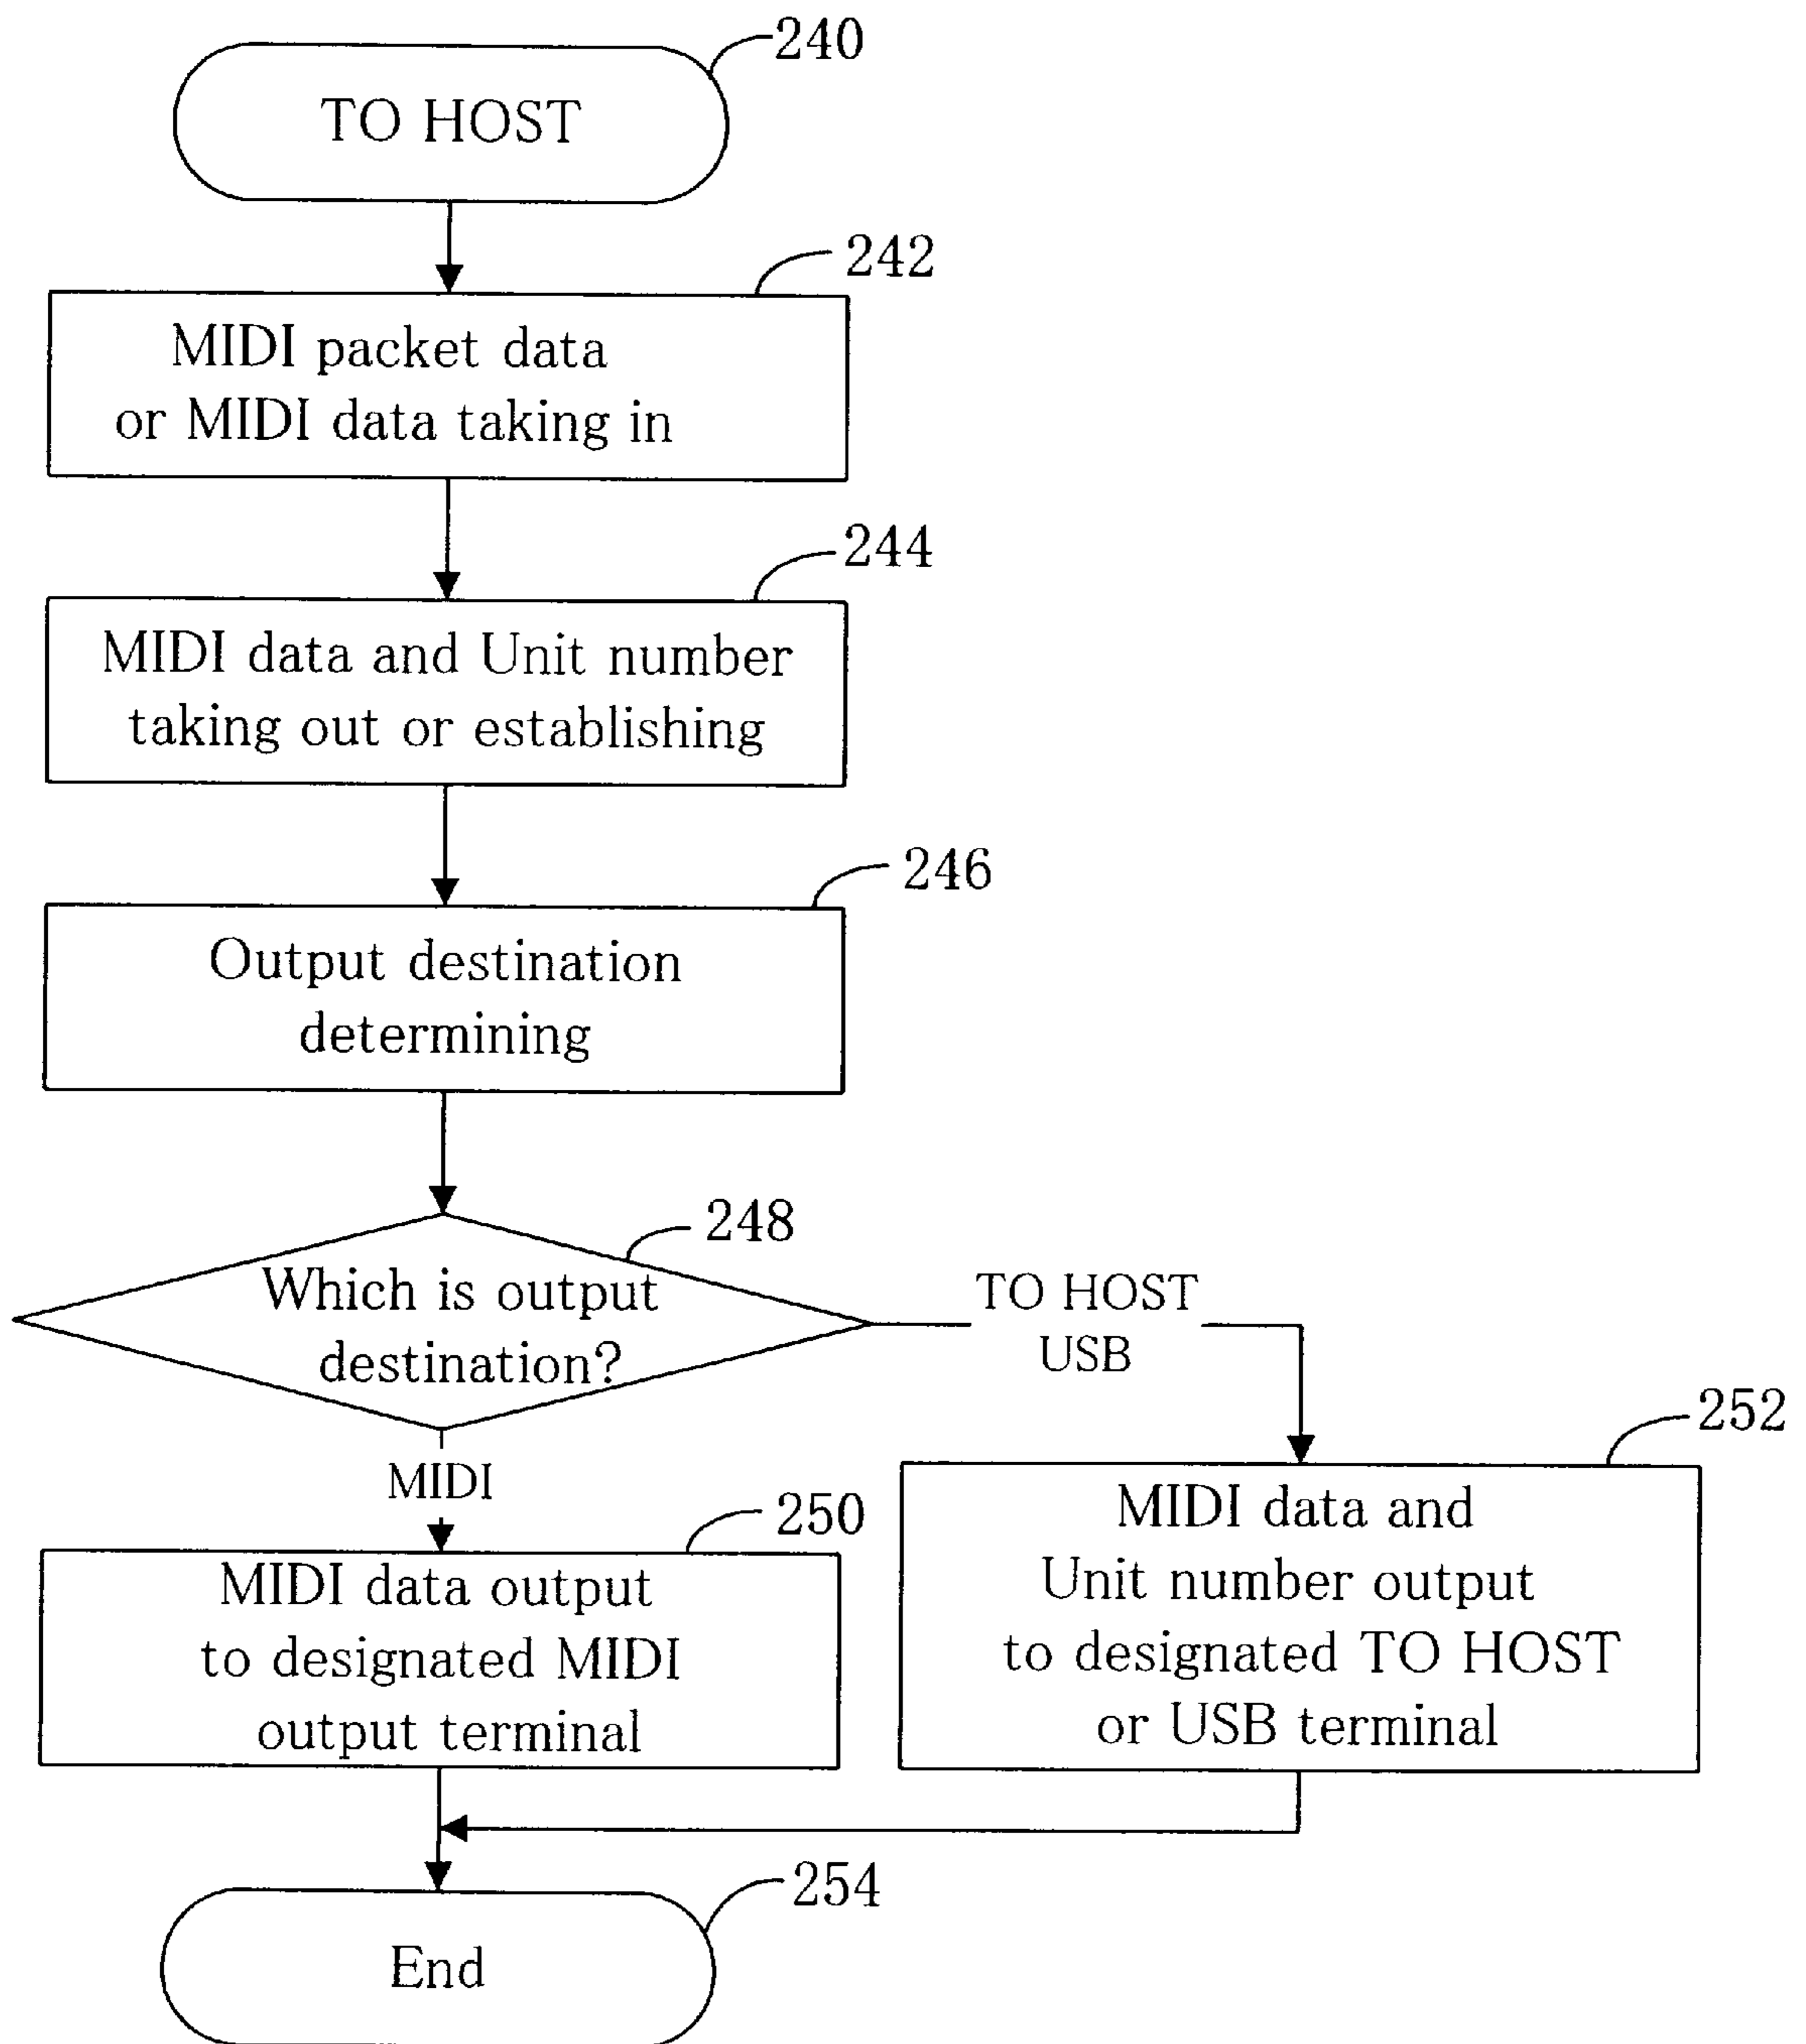 240
TO HOST
242
MIDI packet data
or MIDI data taking in
244
MIDI data and Unit number
taking out or establishing
246
Output destination
determining
248
Which is output
destination?
TO HOST
USB
MIDI
250
MIDI data output
to designated MIDI
output terminal
252
MIDI data and
Unit number output
to designated TO HOST
or USB terminal
254
End